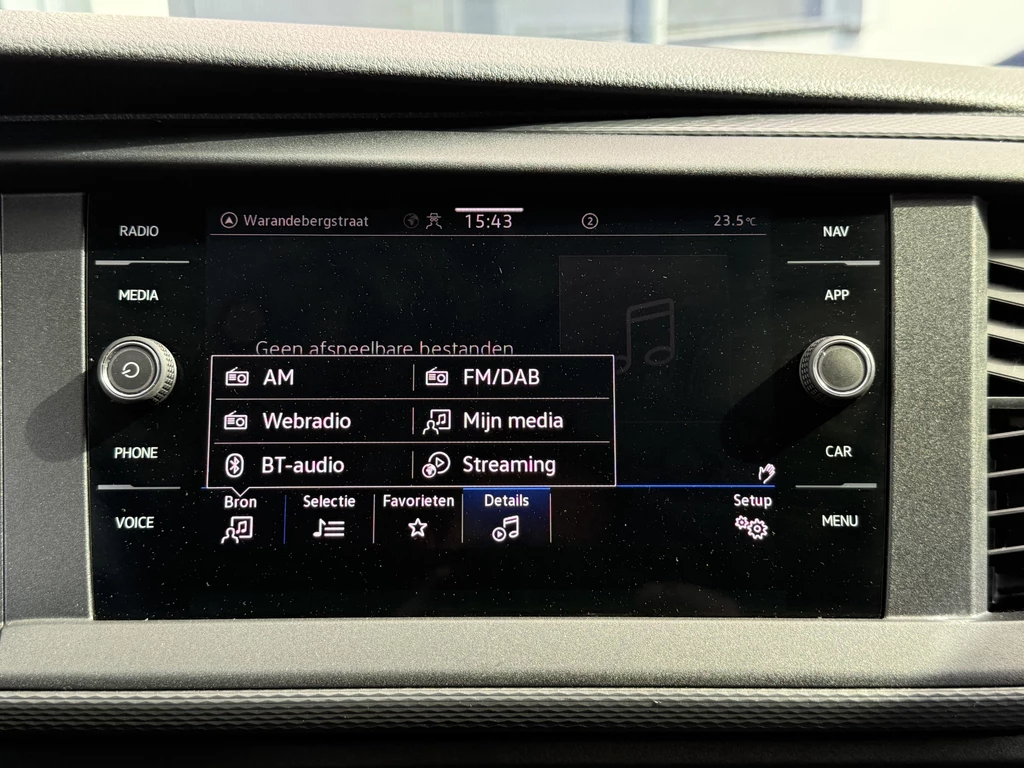 RADIO
MEDIA
PHONE
VOICE
Warandebergstraat 15:43 2 23.5°C
Geen afspeelbare bestanden
AM FM/DAB
Webradio Mijn media
BT-audio Streaming
Bron Selectie Favorieten Details Setup
NAV
APP
CAR
MENU